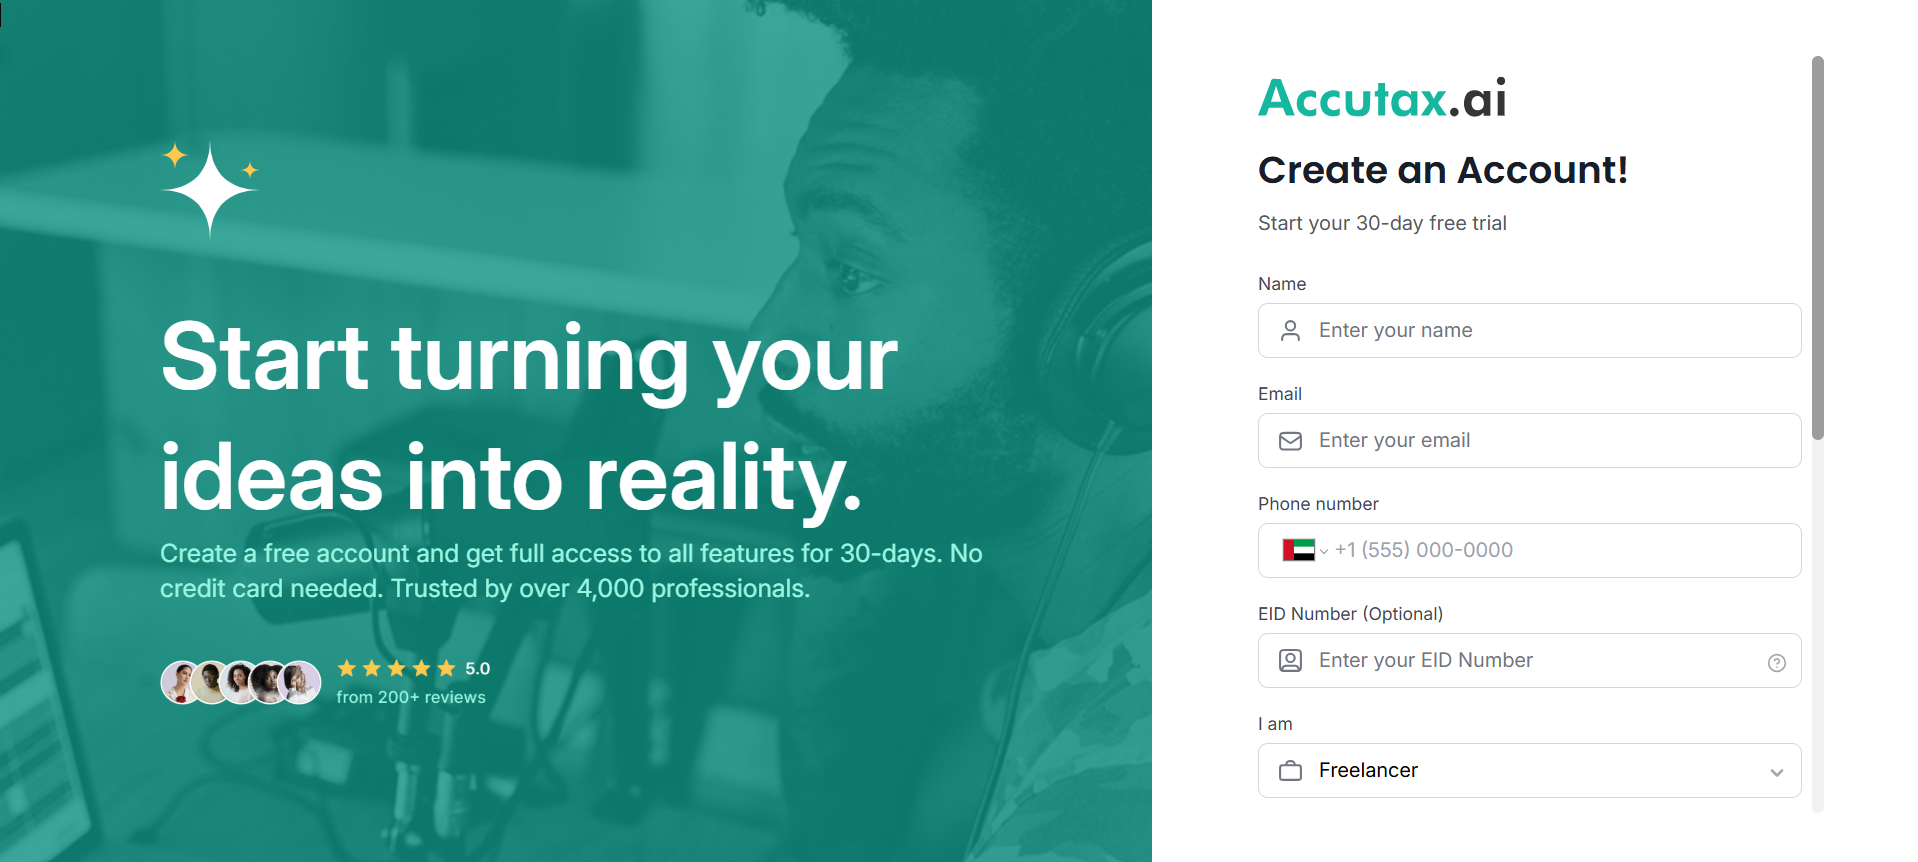 Start turning your
ideas into reality.
Create a free account and get full access to all features for 30-days. No
credit card needed. Trusted by over 4,000 professionals.
5.0
from 200+ reviews
Accutax.ai
Create an Account!
Start your 30-day free trial
Name
Enter your name
Email
Enter your email
Phone number
+1 (555) 000-0000
EID Number (Optional)
Enter your EID Number
I am
Freelancer